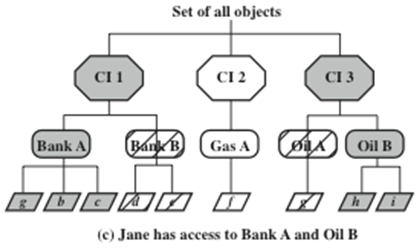 Set of all objects
CI 1 CI 2 CI 3
Bank A Bank B Gas A Oil A Oil B
g b c d e f g h i
(c) Jane has access to Bank A and Oil B